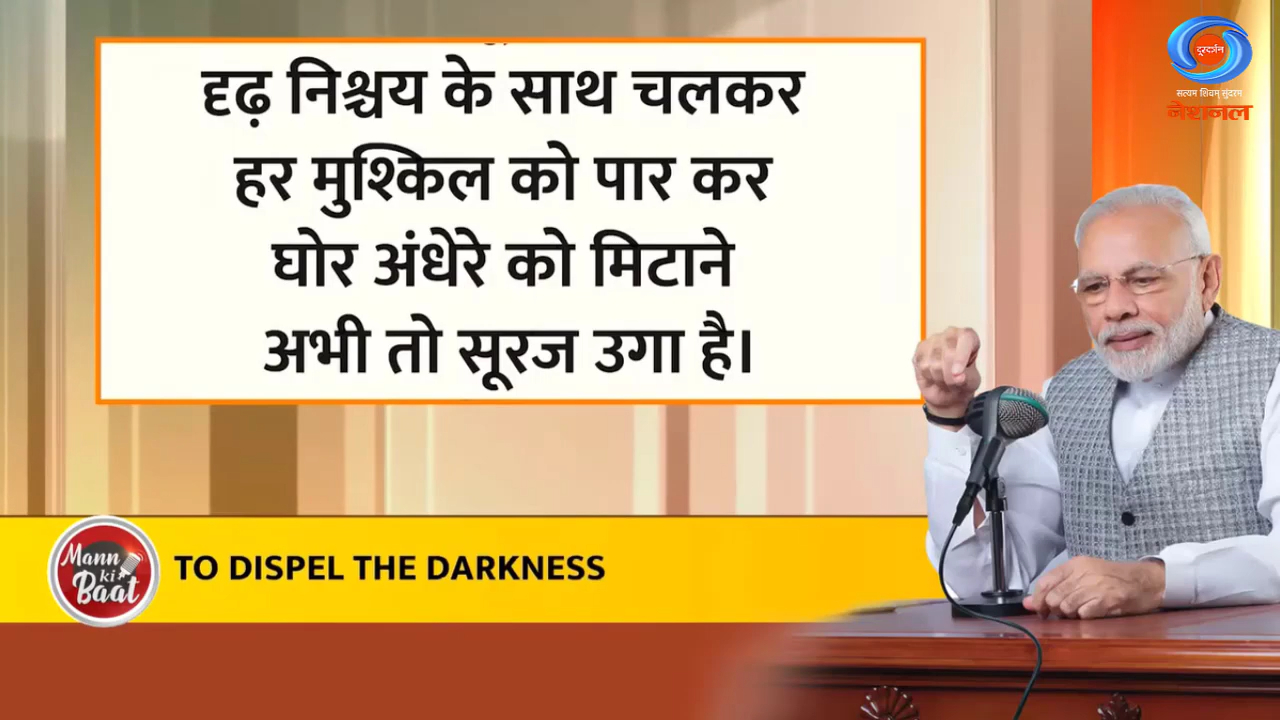 दूरदर्शन
सत्यम शिवम् सुंदरम
नेशनल
दृढ़ निश्चय के साथ चलकर
हर मुश्किल को पार कर
घोर अंधेरे को मिटाने
अभी तो सूरज उगा है।
Mann
ki
Baat
TO DISPEL THE DARKNESS